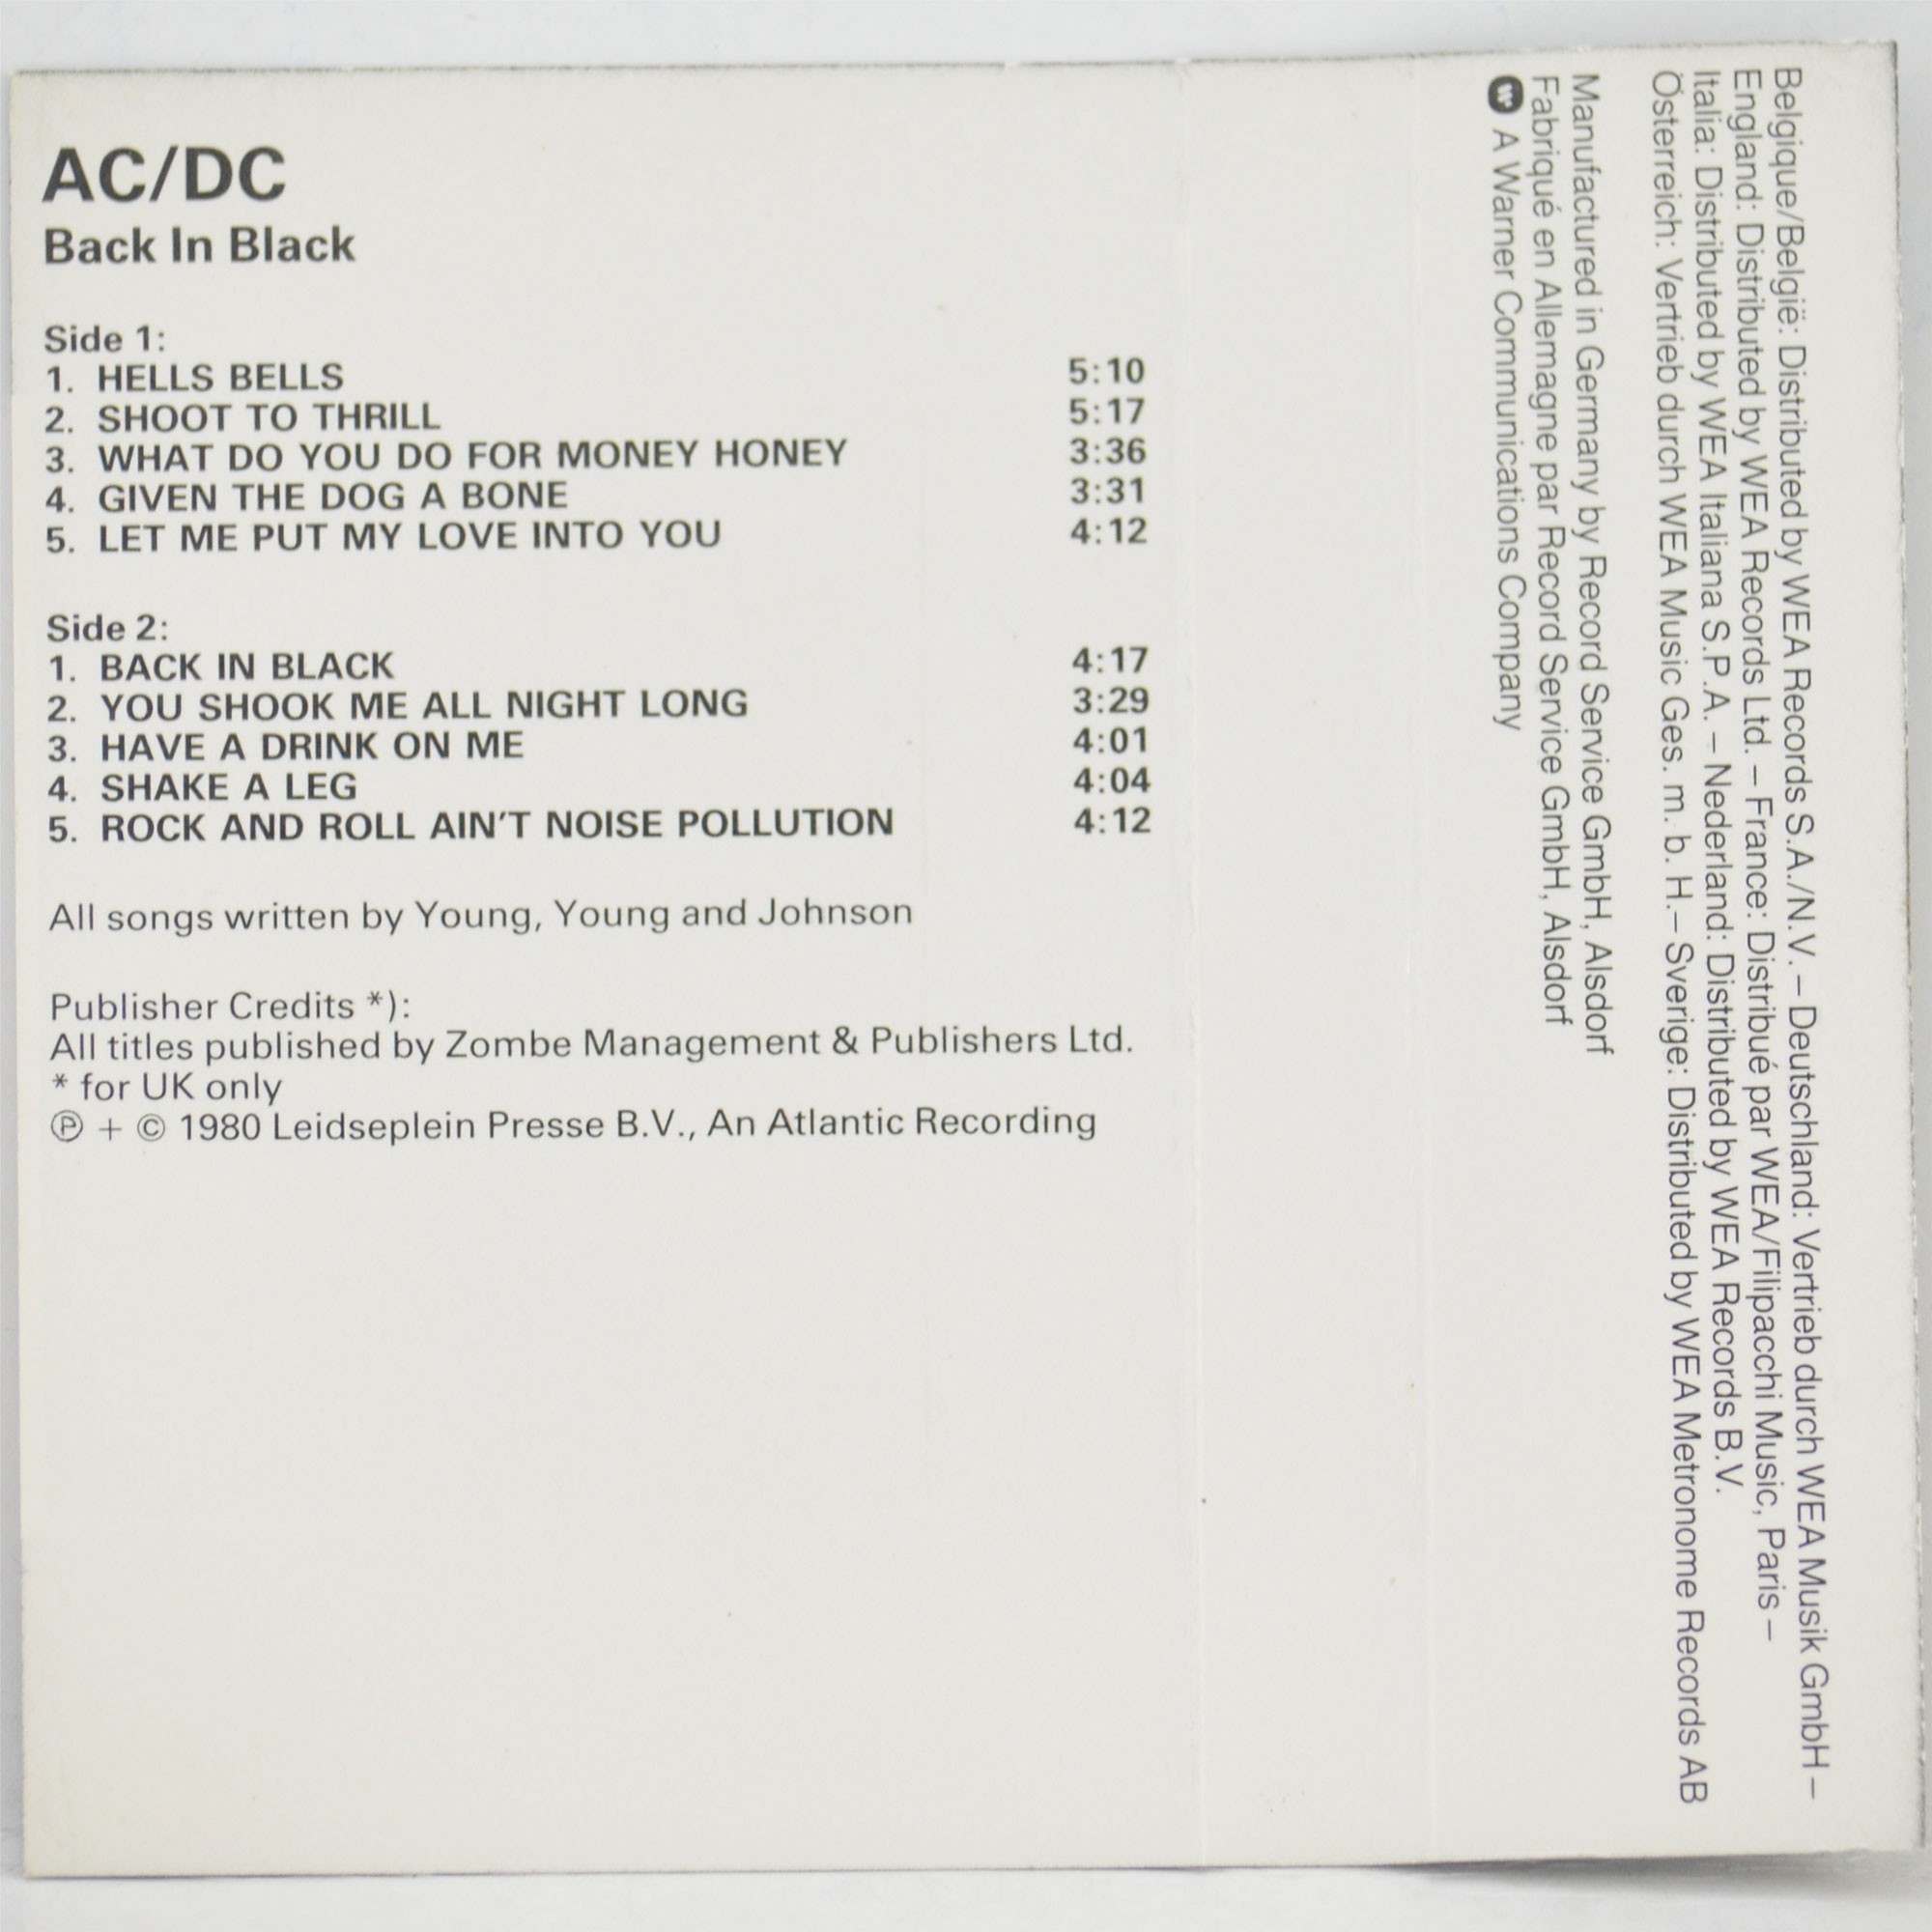 AC/DC
Back In Black
Side 1:
1. HELLS BELLS 5:10
2. SHOOT TO THRILL 5:17
3. WHAT DO YOU DO FOR MONEY HONEY 3:36
4. GIVEN THE DOG A BONE 3:31
5. LET ME PUT MY LOVE INTO YOU 4:12
Side 2:
1. BACK IN BLACK 4:17
2. YOU SHOOK ME ALL NIGHT LONG 3:29
3. HAVE A DRINK ON ME 4:01
4. SHAKE A LEG 4:04
5. ROCK AND ROLL AIN'T NOISE POLLUTION 4:12
All songs written by Young, Young and Johnson
Publisher Credits *):
All titles published by Zombe Management & Publishers Ltd.
* for UK only
℗ + © 1980 Leidseplein Presse B.V., An Atlantic Recording
Belgique/België: Distributed by WEA Records S.A./N.V. – Deutschland: Vertrieb durch WEA Musik GmbH –
England: Distributed by WEA Records Ltd. – France: Distribué par WEA/Filipacchi Music, Paris –
Italia: Distributed by WEA Italiana S.P.A. – Nederland: Distributed by WEA Records B.V.
Österreich: Vertrieb durch WEA Music Ges. m. b. H.– Sverige: Distributed by WEA Metronome Records AB
Manufactured in Germany by Record Service GmbH, Alsdorf
Fabriqué en Allemagne par Record Service GmbH, Alsdorf
A Warner Communications Company